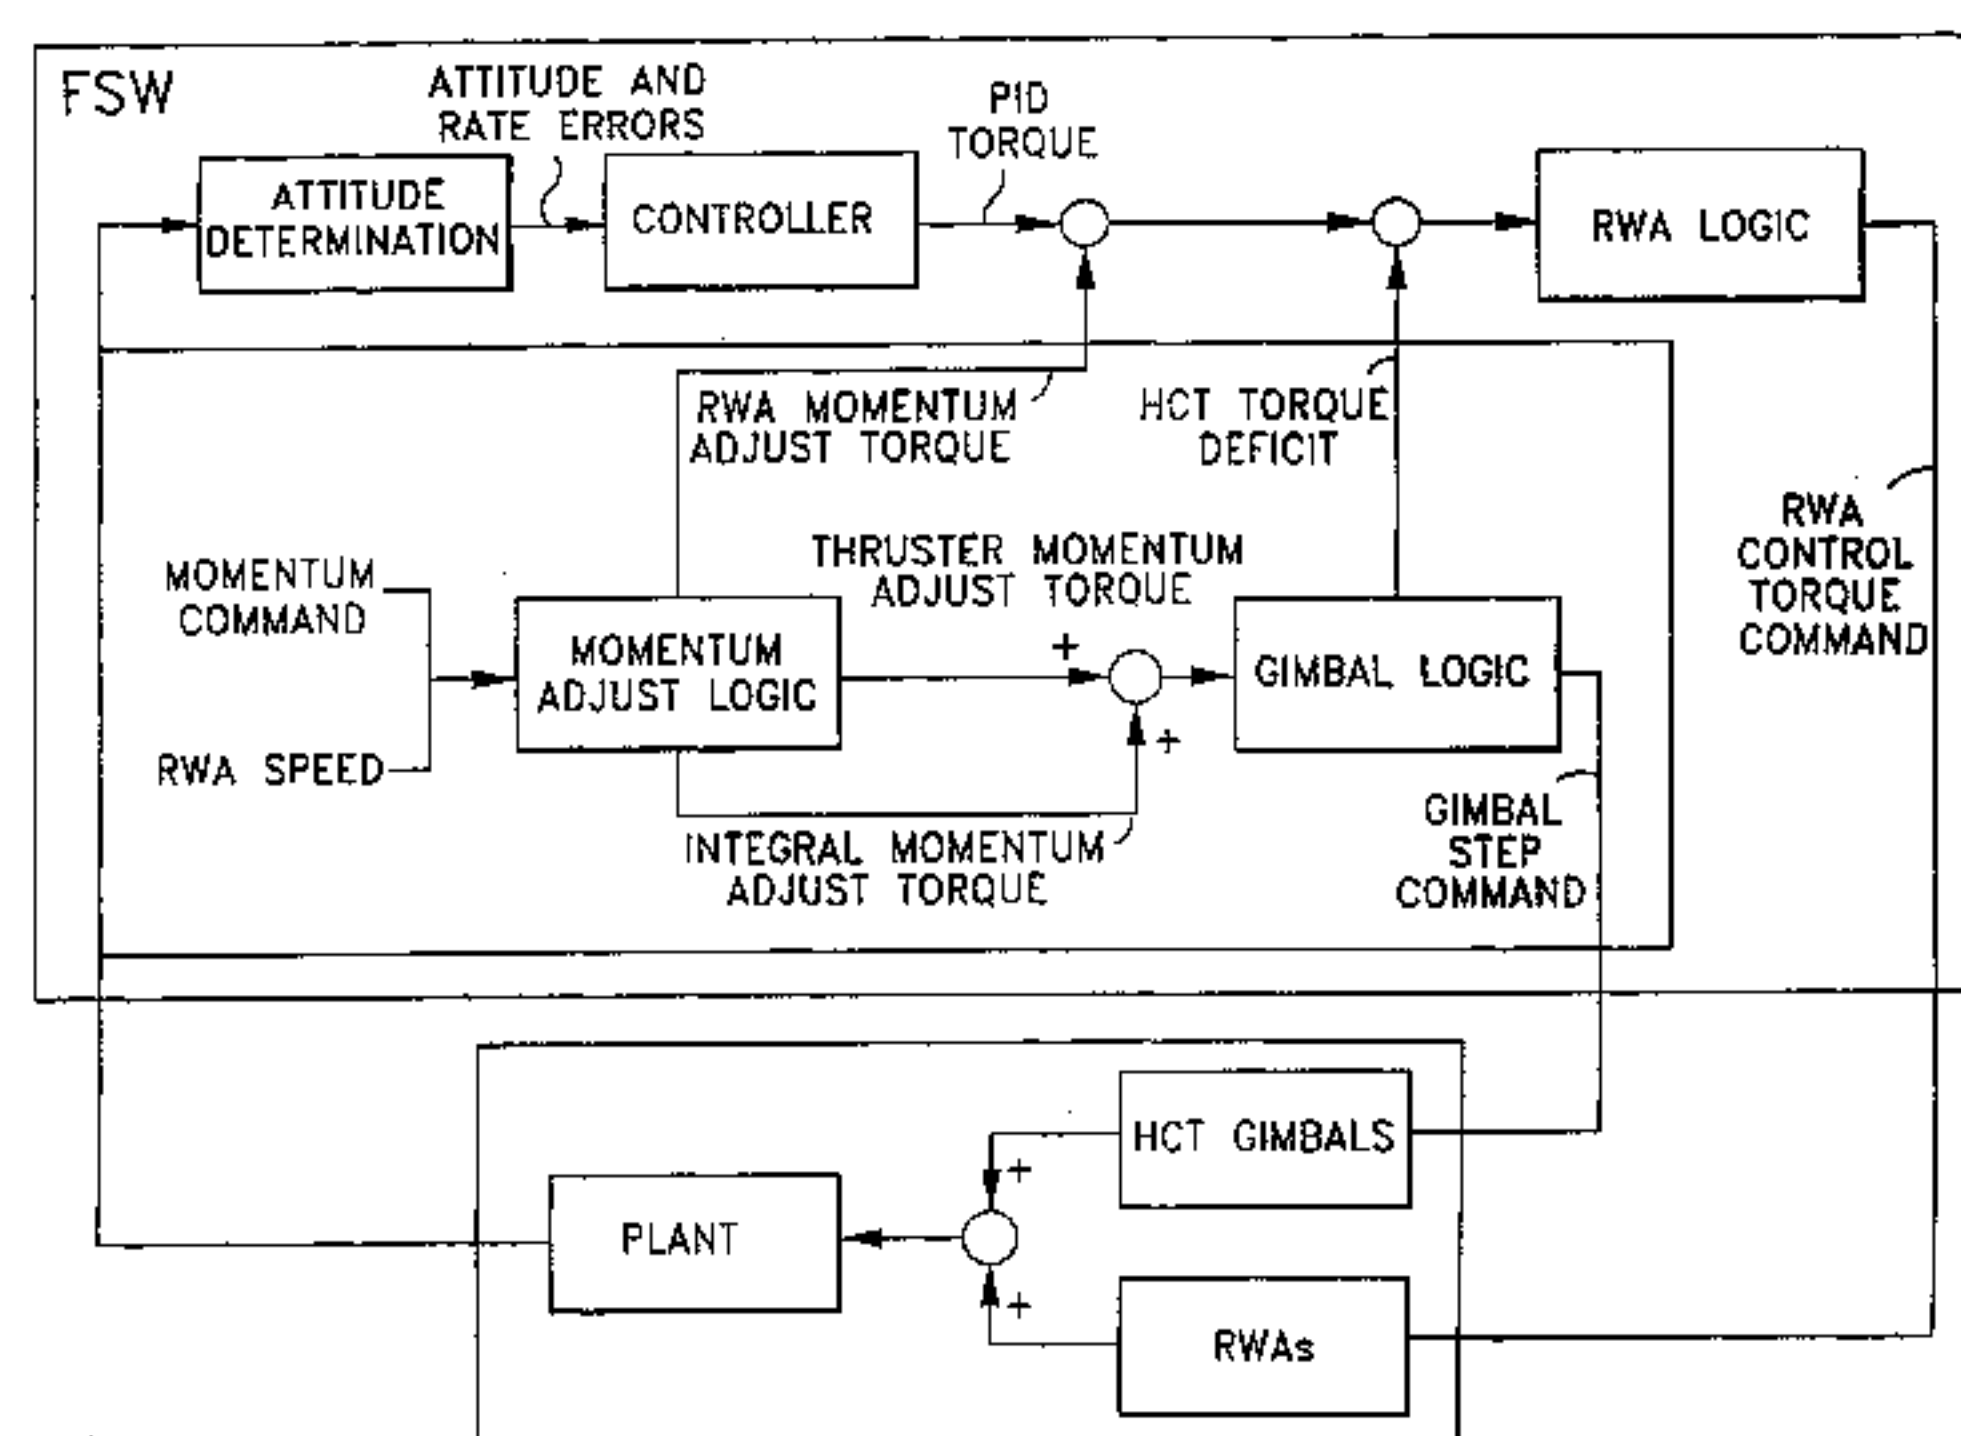 FSW
ATTITUDE AND
RATE ERRORS
PID
TORQUE
ATTITUDE
DETERMINATION
CONTROLLER
RWA LOGIC
RWA MOMENTUM
ADJUST TORQUE
HCT TORQUE
DEFICIT
RWA
CONTROL
TORQUE
COMMAND
MOMENTUM
COMMAND
RWA SPEED
MOMENTUM
ADJUST LOGIC
THRUSTER MOMENTUM
ADJUST TORQUE
+
+
GIMBAL LOGIC
INTEGRAL MOMENTUM
ADJUST TORQUE
GIMBAL
STEP
COMMAND
HCT GIMBALS
+
PLANT
+
RWAs